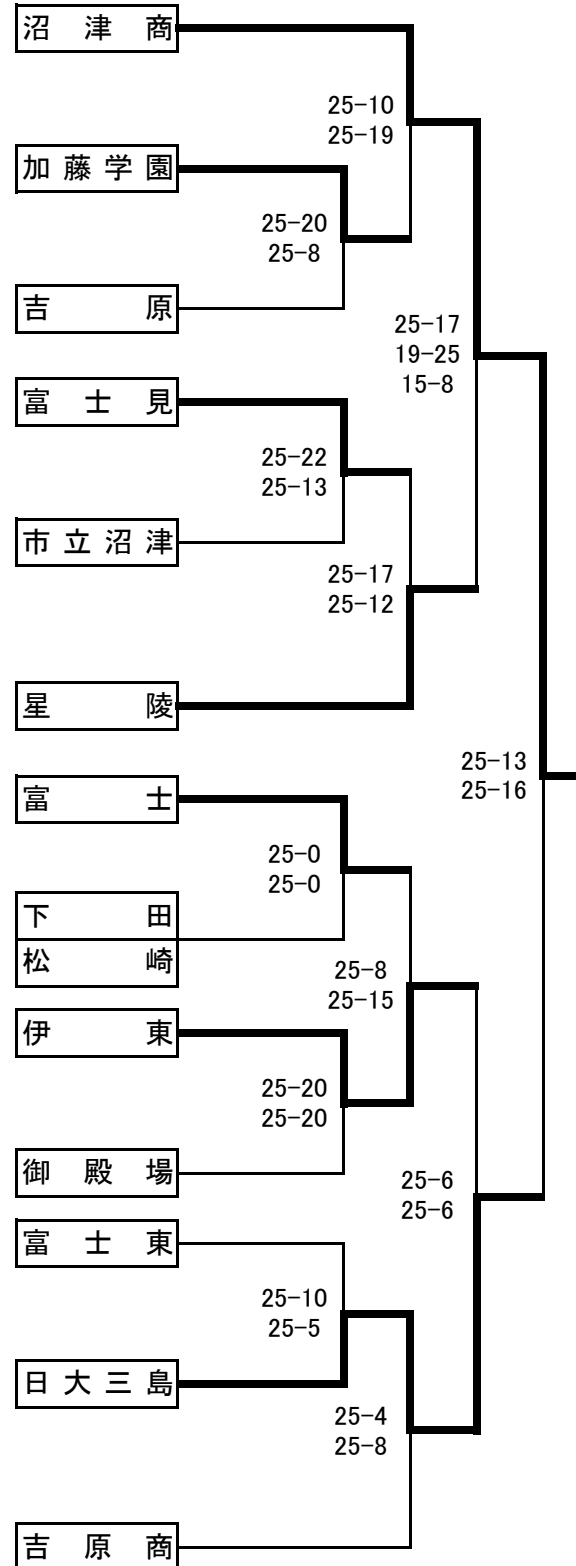 沼津商
25-10
25-19
加藤学園
25-20
25-8
吉原
25-17
19-25
15-8
富士見
25-22
25-13
市立沼津
25-17
25-12
星陵
25-13
25-16
富士
25-0
25-0
下田
松崎
25-8
25-15
伊東
25-20
25-20
御殿場
25-6
25-6
富士東
25-10
25-5
日大三島
25-4
25-8
吉原商